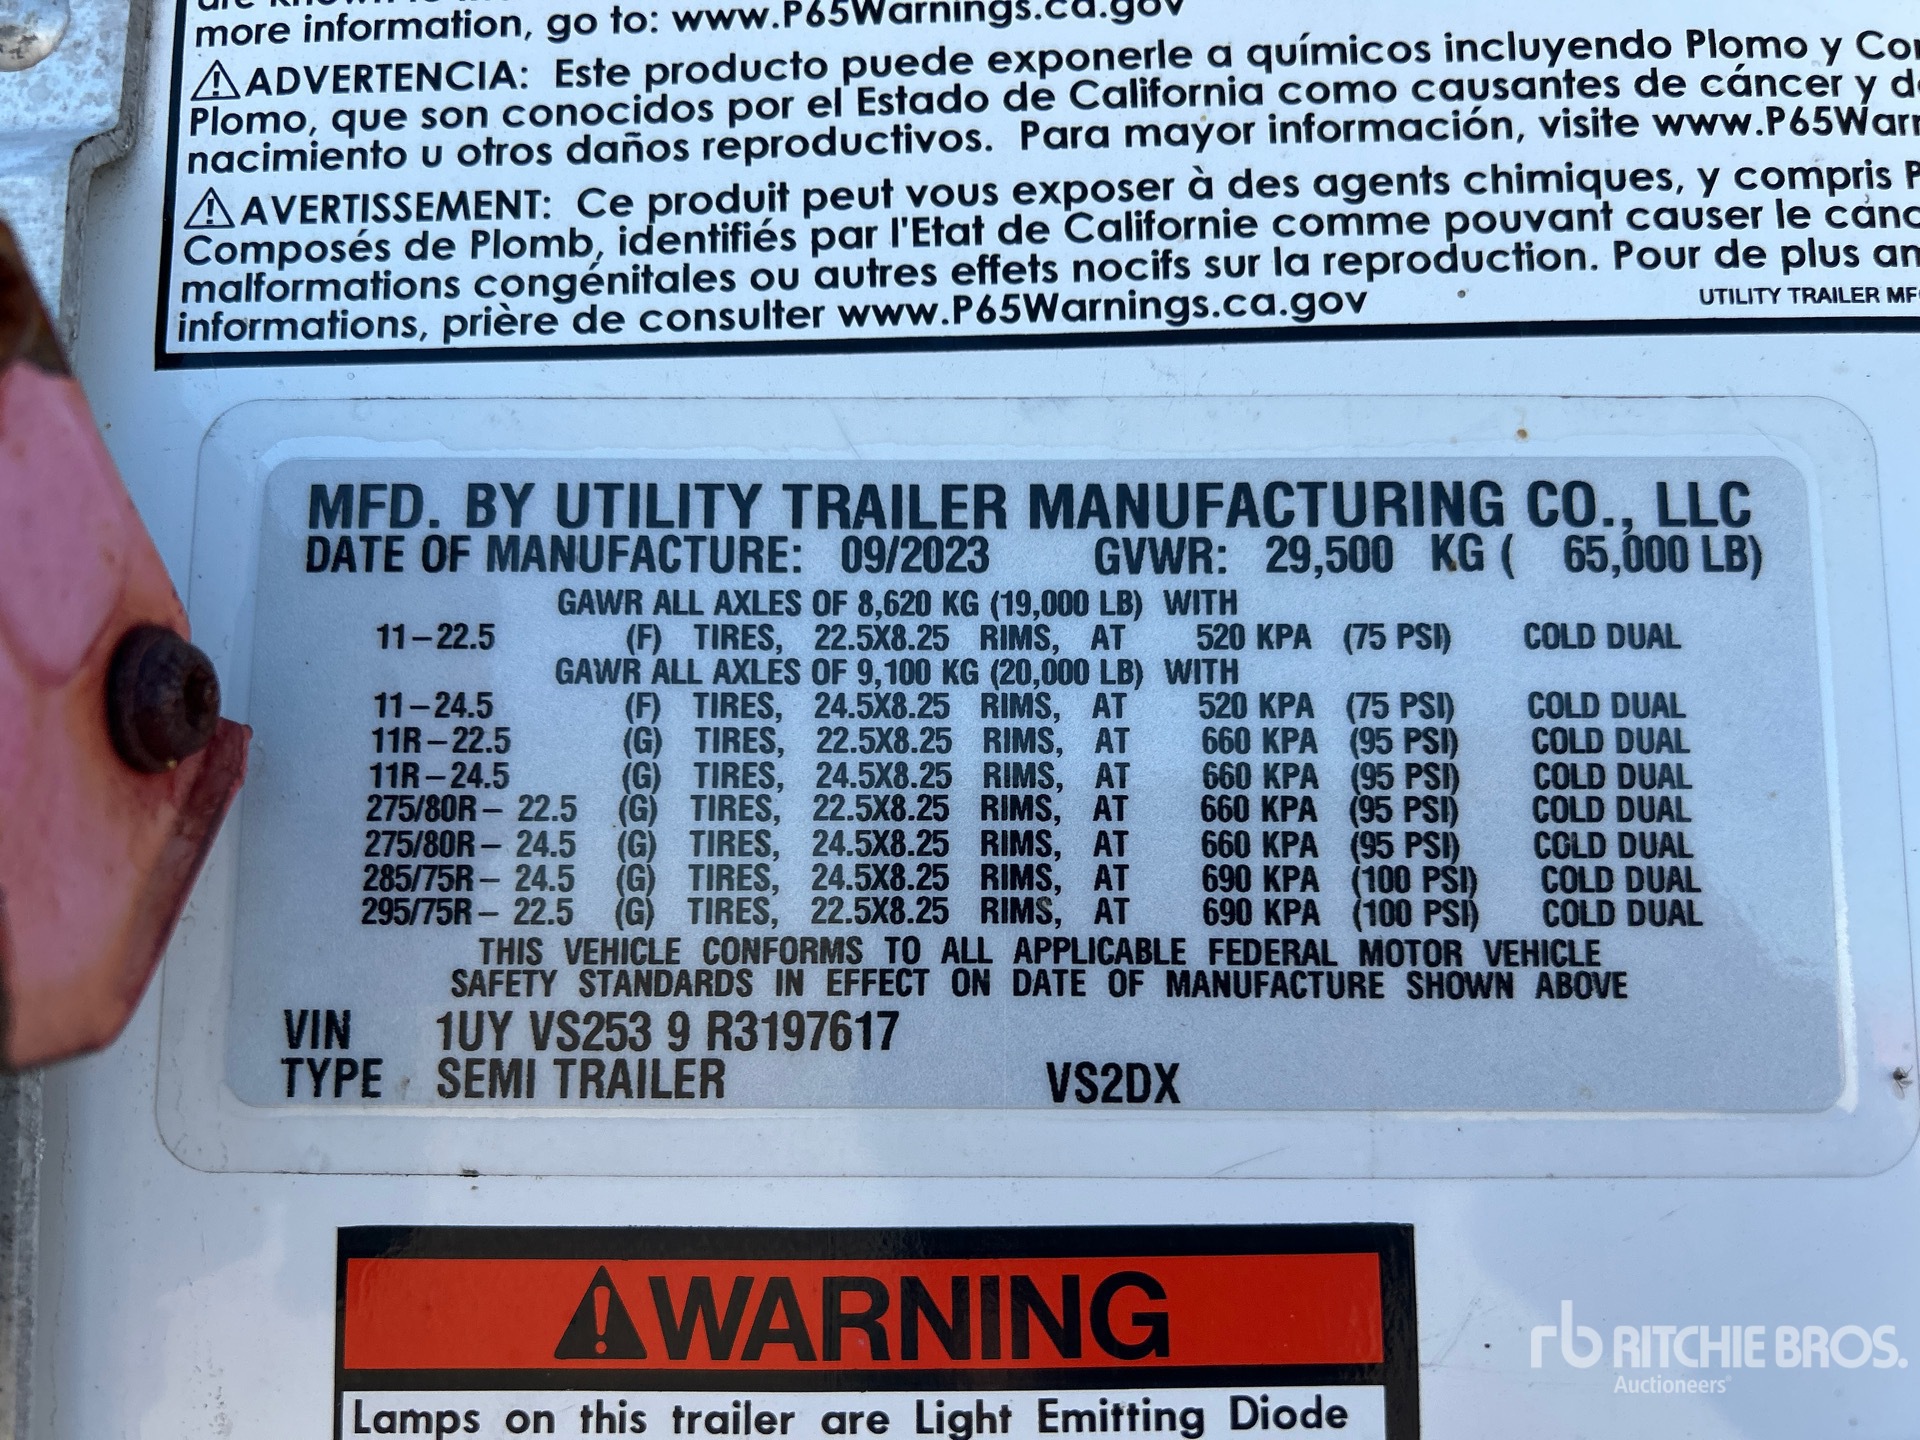 more information, go to: www.P65Warnings.ca.gov
⚠ADVERTENCIA: Este producto puede exponerle a químicos incluyendo Plomo y
Plomo, que son conocidos por el Estado de California como causantes de cáncer y
nacimiento u otros daños reproductivos. Para mayor información, visite www.P65War
⚠AVERTISSEMENT: Ce produit peut vous exposer à des agents chimiques, y compris
Composés de Plomb, identifiés par l'Etat de Californie comme pouvant causer le
malformations congénitales ou autres effets nocifs sur la reproduction. Pour de plus
informations, prière de consulter www.P65Warnings.ca.gov
UTILITY TRAILER
MFD. BY UTILITY TRAILER MANUFACTURING CO., LLC
DATE OF MANUFACTURE: 09/2023 GVWR: 29,500 KG ( 65,000 LB)
GAWR ALL AXLES OF 8,620 KG (19,000 LB) WITH
11-22.5 (F) TIRES, 22.5X8.25 RIMS, AT 520 KPA (75 PSI) COLD DUAL
GAWR ALL AXLES OF 9,100 KG (20,000 LB) WITH
11-24.5 (F) TIRES, 24.5X8.25 RIMS, AT 520 KPA (75 PSI) COLD DUAL
11R-22.5 (G) TIRES, 22.5X8.25 RIMS, AT 660 KPA (95 PSI) COLD DUAL
11R-24.5 (G) TIRES, 24.5X8.25 RIMS, AT 660 KPA (95 PSI) COLD DUAL
275/80R- 22.5 (G) TIRES, 22.5X8.25 RIMS, AT 660 KPA (95 PSI) COLD DUAL
275/80R- 24.5 (G) TIRES, 24.5X8.25 RIMS, AT 660 KPA (95 PSI) COLD DUAL
285/75R- 24.5 (G) TIRES, 24.5X8.25 RIMS, AT 690 KPA (100 PSI) COLD DUAL
295/75R- 22.5 (G) TIRES, 22.5X8.25 RIMS, AT 690 KPA (100 PSI) COLD DUAL
THIS VEHICLE CONFORMS TO ALL APPLICABLE FEDERAL MOTOR VEHICLE
SAFETY STANDARDS IN EFFECT ON DATE OF MANUFACTURE SHOWN ABOVE
VIN 1UY VS253 9 R3197617
TYPE SEMI TRAILER VS2DX
⚠WARNING
Lamps on this trailer are Light Emitting Diode
rb RITCHIE BROS.
Auctioneers